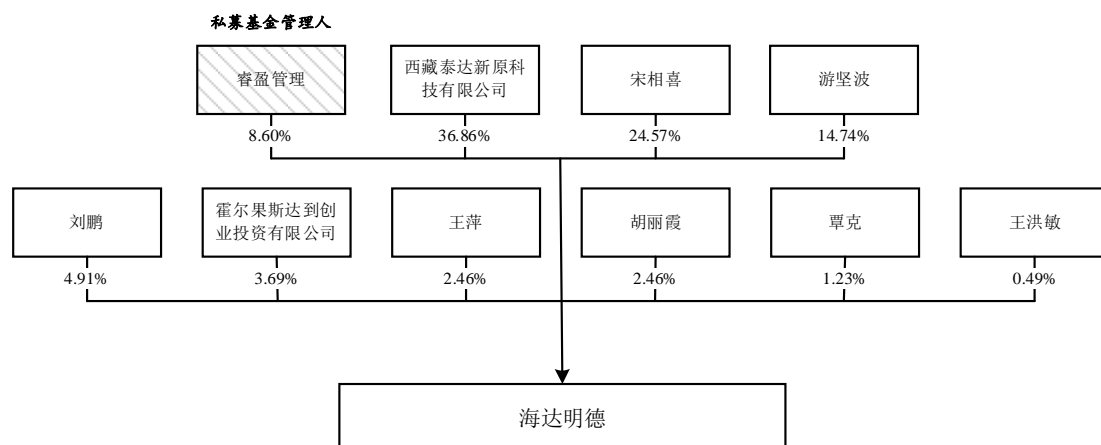 私募基金管理人
睿盈管理
西藏泰达新原科
技有限公司
宋相喜
游坚波
8.60%
36.86%
24.57%
14.74%
刘鹏
霍尔果斯达到创
业投资有限公司
王萍
胡丽霞
覃克
王洪敏
4.91%
3.69%
2.46%
2.46%
1.23%
0.49%
海达明德